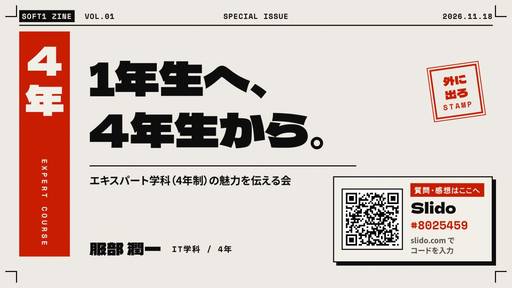 SOFT1 ZINE VOL.01 SPECIAL ISSUE 2026.11.18
4年
EXPERT COURSE
1年生へ、
4年生から。
外に
出ろ
STAMP
エキスパート学科(4年制)の魅力を伝える会
服部 潤一 IT学科 / 4年
質問・感想はここへ
Slido
#8025459
slido.com で
コードを入力